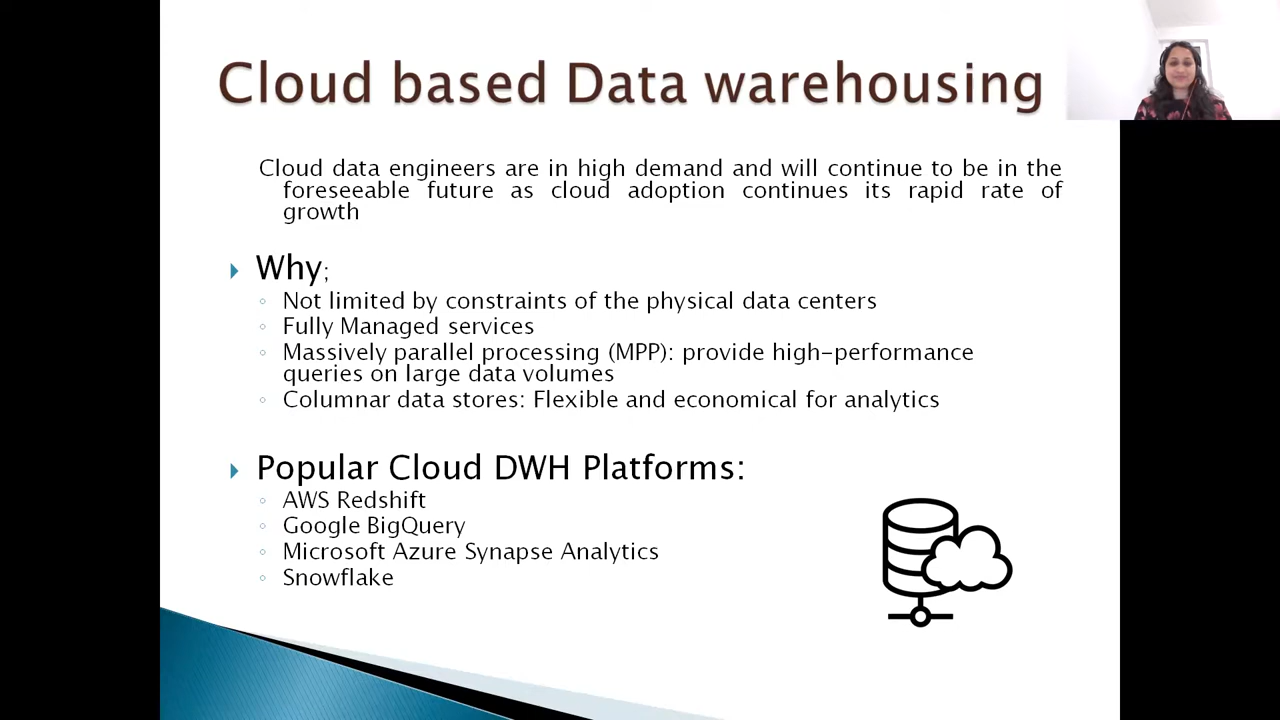 Cloud based Data warehousing
Cloud data engineers are in high demand and will continue to be in the
foreseeable future as cloud adoption continues its rapid rate of
growth
Why;
Not limited by constraints of the physical data centers
Fully Managed services
Massively parallel processing (MPP): provide high-performance
queries on large data volumes
Columnar data stores: Flexible and economical for analytics
Popular Cloud DWH Platforms:
AWS Redshift
Google BigQuery
Microsoft Azure Synapse Analytics
Snowflake